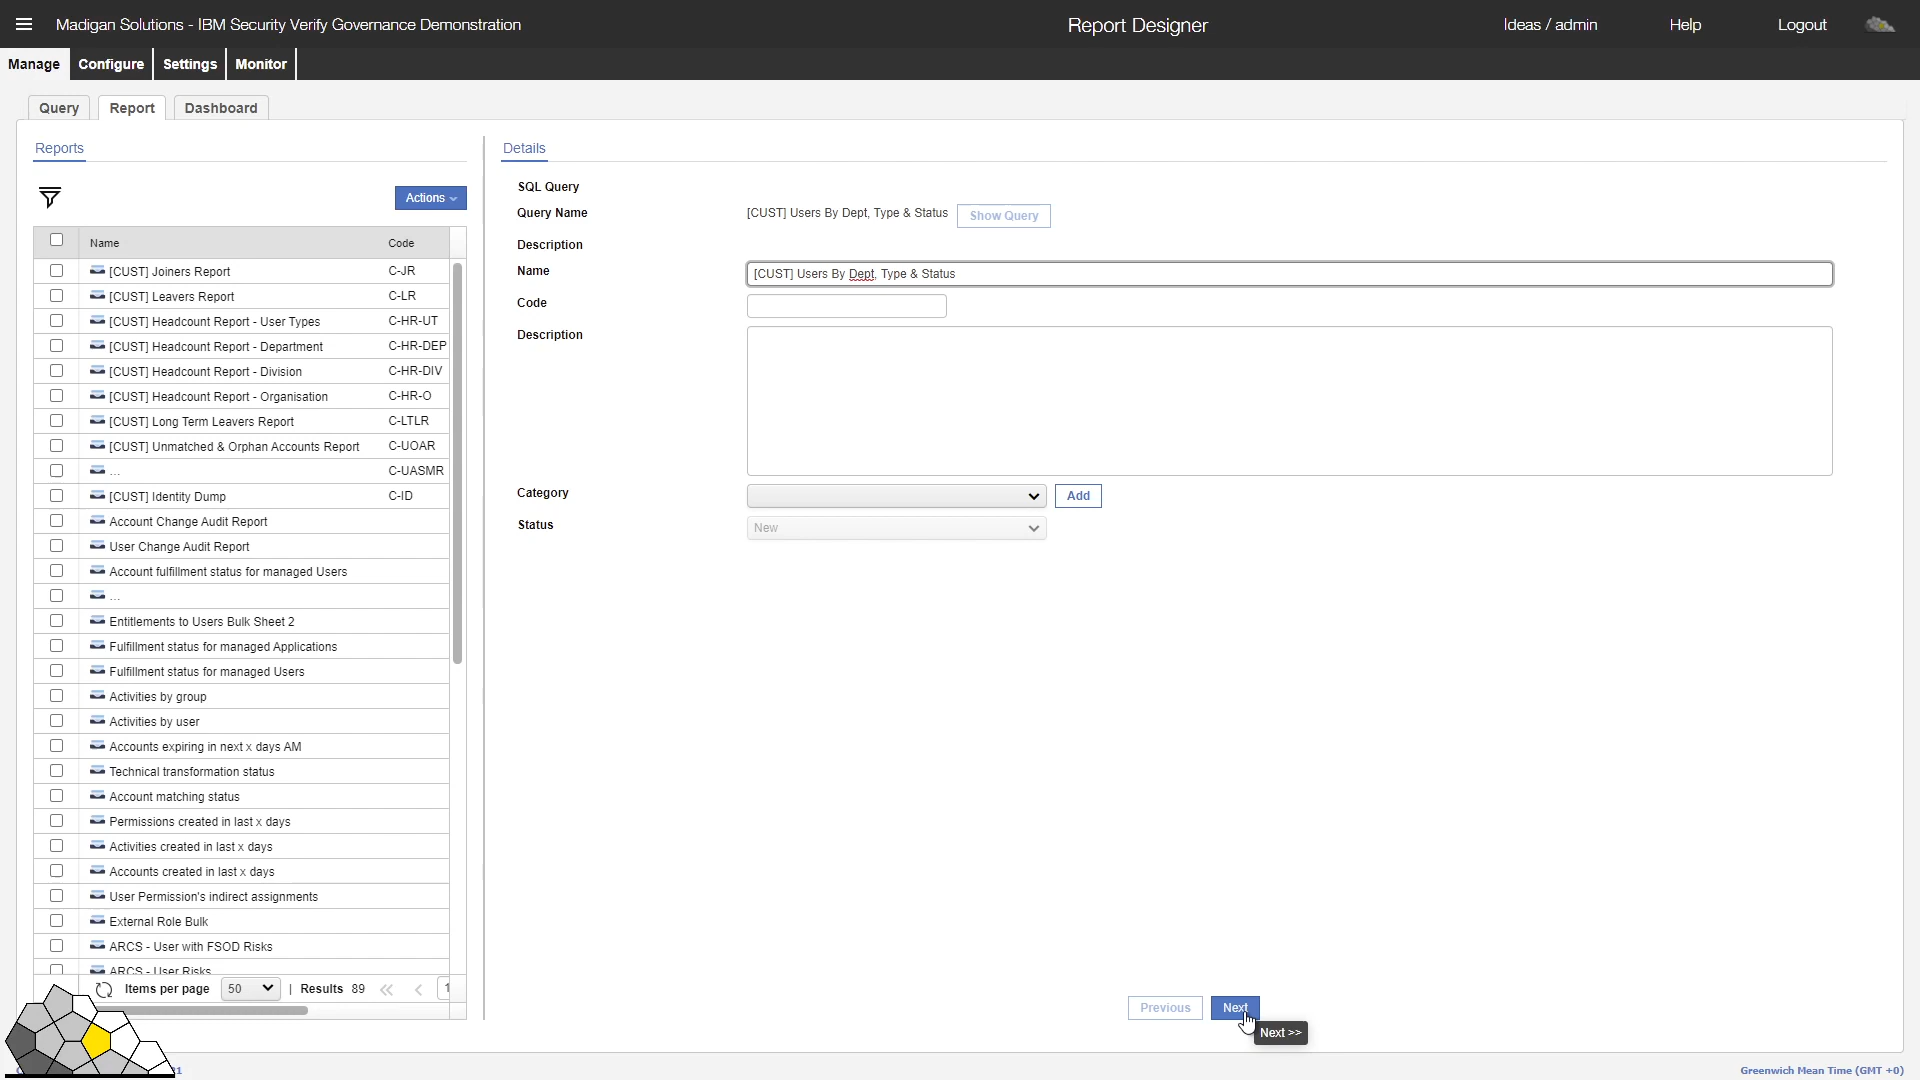 Madigan Solutions - IBM Security Verify Governance Demonstration
Report Designer
Ideas / admin
Help
Logout
Manage
Configure
Settings
Monitor
Query
Report
Dashboard
Reports
Actions
Name Code
[CUST] Joiners Report C-JR
[CUST] Leavers Report C-LR
[CUST] Headcount Report - User Types C-HR-UT
[CUST] Headcount Report - Department C-HR-DEP
[CUST] Headcount Report - Division C-HR-DIV
[CUST] Headcount Report - Organisation C-HR-O
[CUST] Long Term Leavers Report C-LTLR
[CUST] Unmatched & Orphan Accounts Report C-UOAR
... C-UASMR
[CUST] Identity Dump C-ID
Account Change Audit Report
User Change Audit Report
Account fulfillment status for managed Users
...
Entitlements to Users Bulk Sheet 2
Fulfillment status for managed Applications
Fulfillment status for managed Users
Activities by group
Activities by user
Accounts expiring in next x days AM
Technical transformation status
Account matching status
Permissions created in last x days
Activities created in last x days
Accounts created in last x days
User Permission's indirect assignments
External Role Bulk
ARCS - User with FSOD Risks
ARCS - User Risks
Items per page 50 | Results 89 1
Details
SQL Query
Query Name [CUST] Users By Dept, Type & Status Show Query
Description
Name [CUST] Users By Dept, Type & Status
Code
Description
Category Add
Status New
Previous Next
Next >>
Greenwich Mean Time (GMT +0)